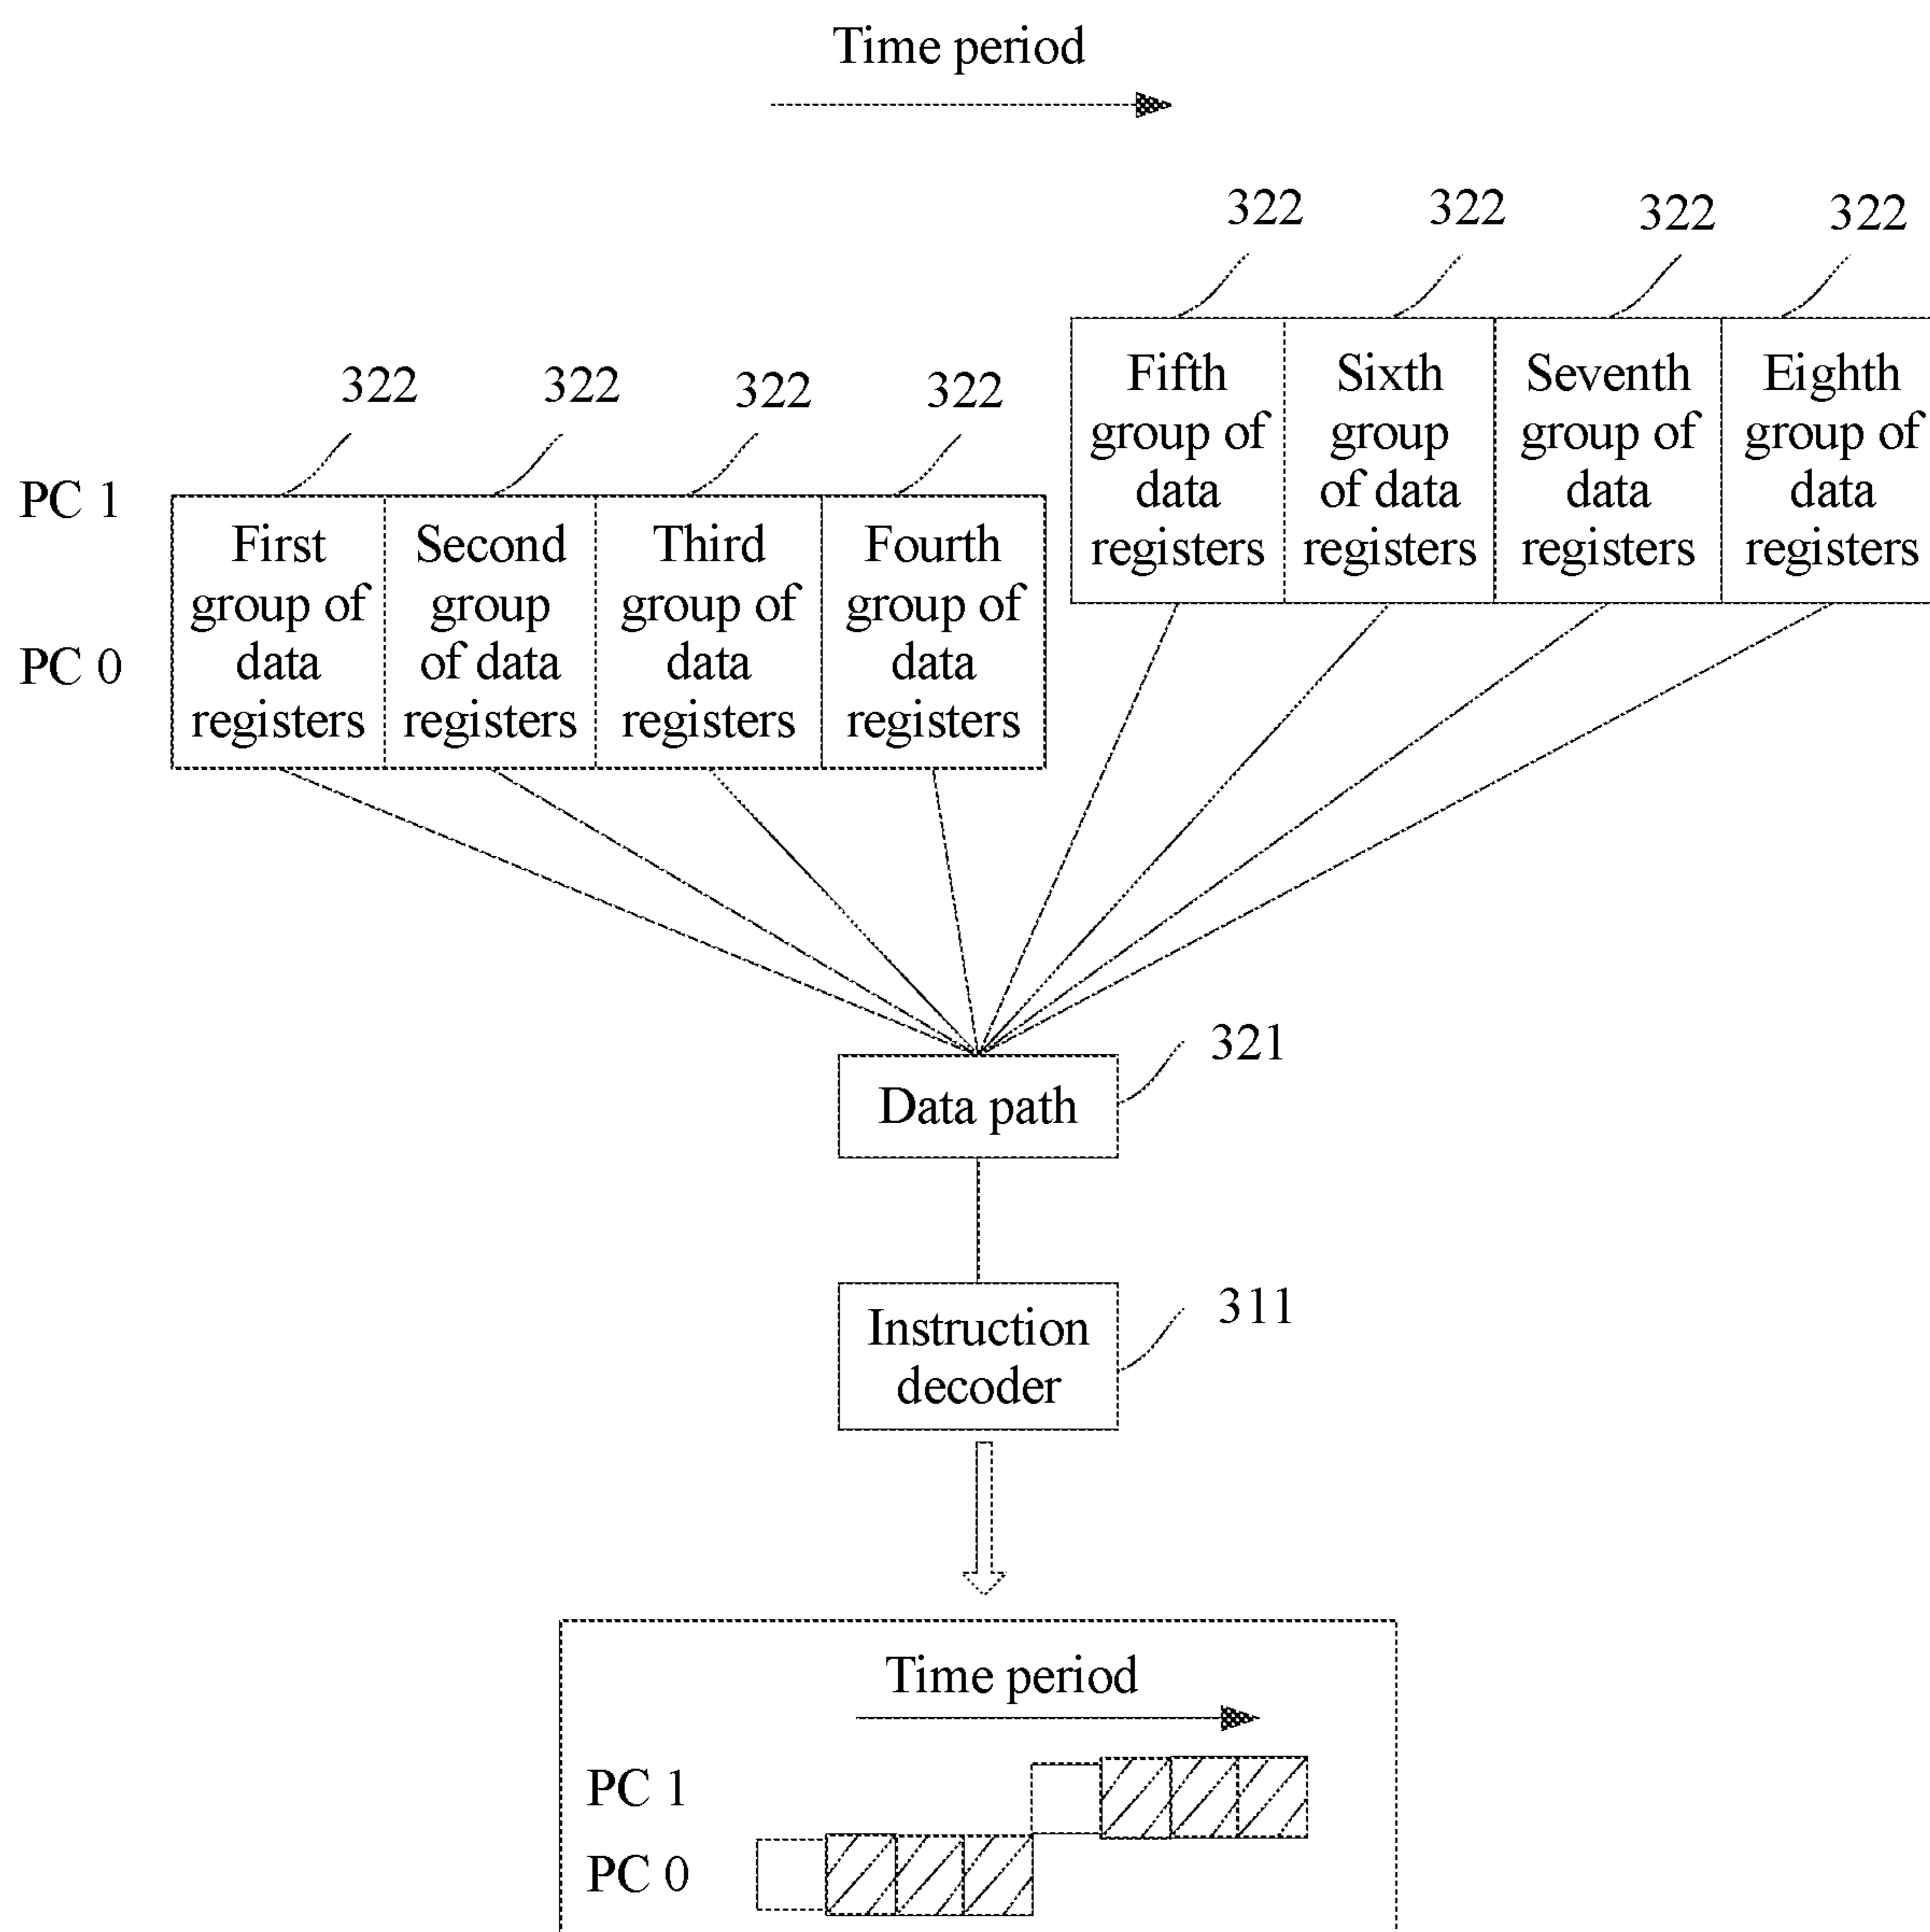 Time period
322 322 322 322
322 322 322 322
PC 1
PC 0
First
group of
data
registers
Second
group
of data
registers
Third
group of
data
registers
Fourth
group of
data
registers
Fifth
group of
data
registers
Sixth
group
of data
registers
Seventh
group of
data
registers
Eighth
group of
data
registers
Data path
321
Instruction
decoder
311
Time period
PC 1
PC 0